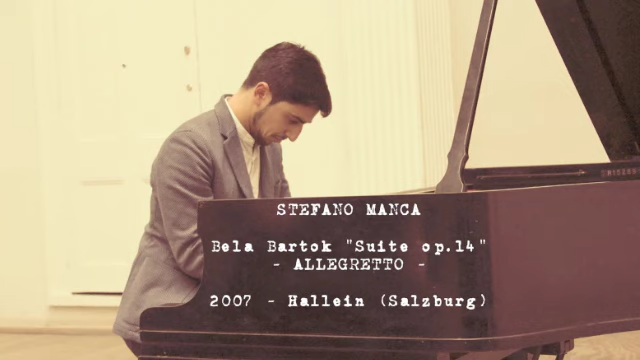 STEFANO MANCA
Bela Bartok "Suite op.14"
- ALLEGRETTO -
2007 - Hallein (Salzburg)